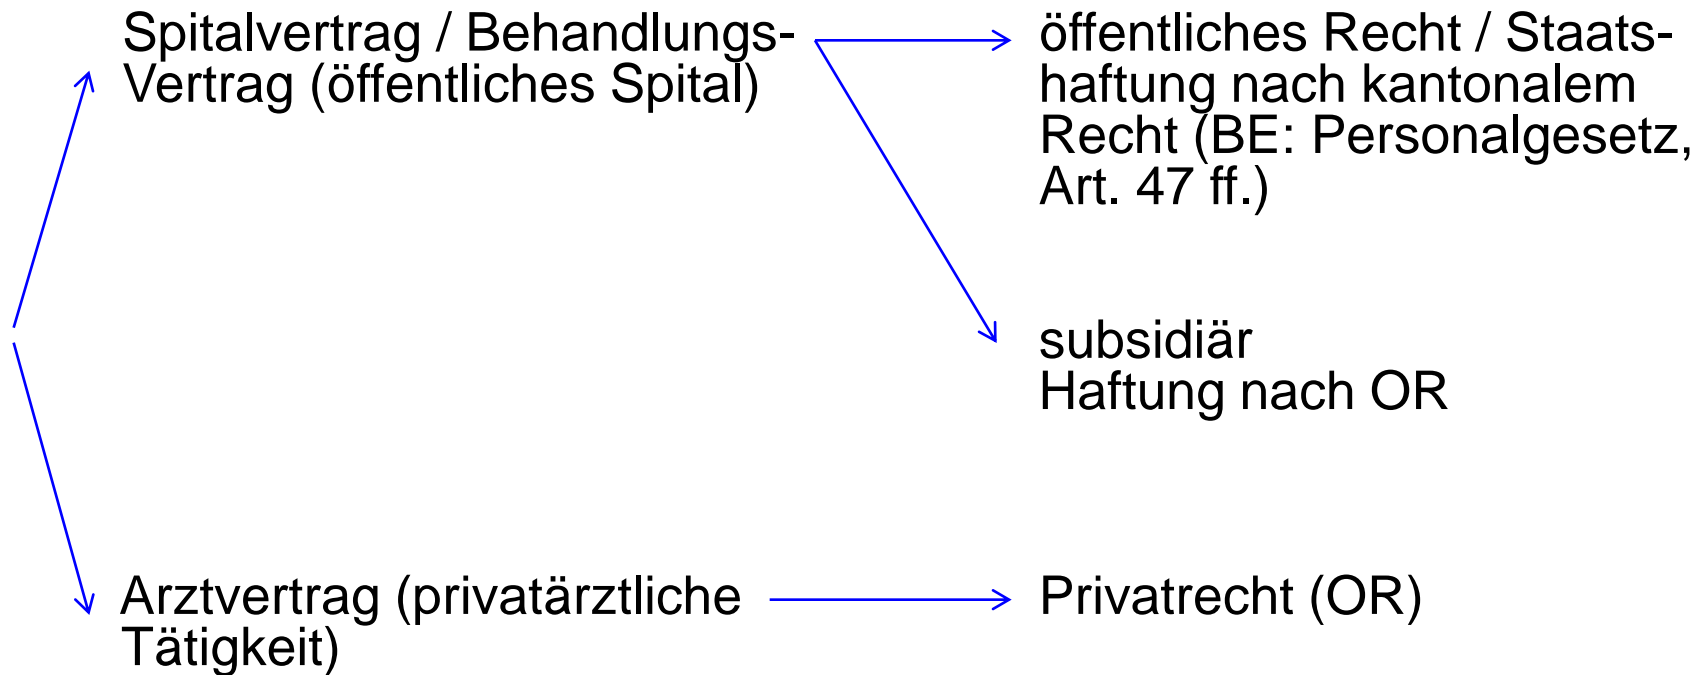 Spitalvertrag / Behandlungs-
Vertrag (öffentliches Spital)
öffentliches Recht / Staats-
haftung nach kantonalem
Recht (BE: Personalgesetz,
Art. 47 ff.)
subsidiär
Haftung nach OR
Arztvertrag (privatärztliche
Tätigkeit)
Privatrecht (OR)